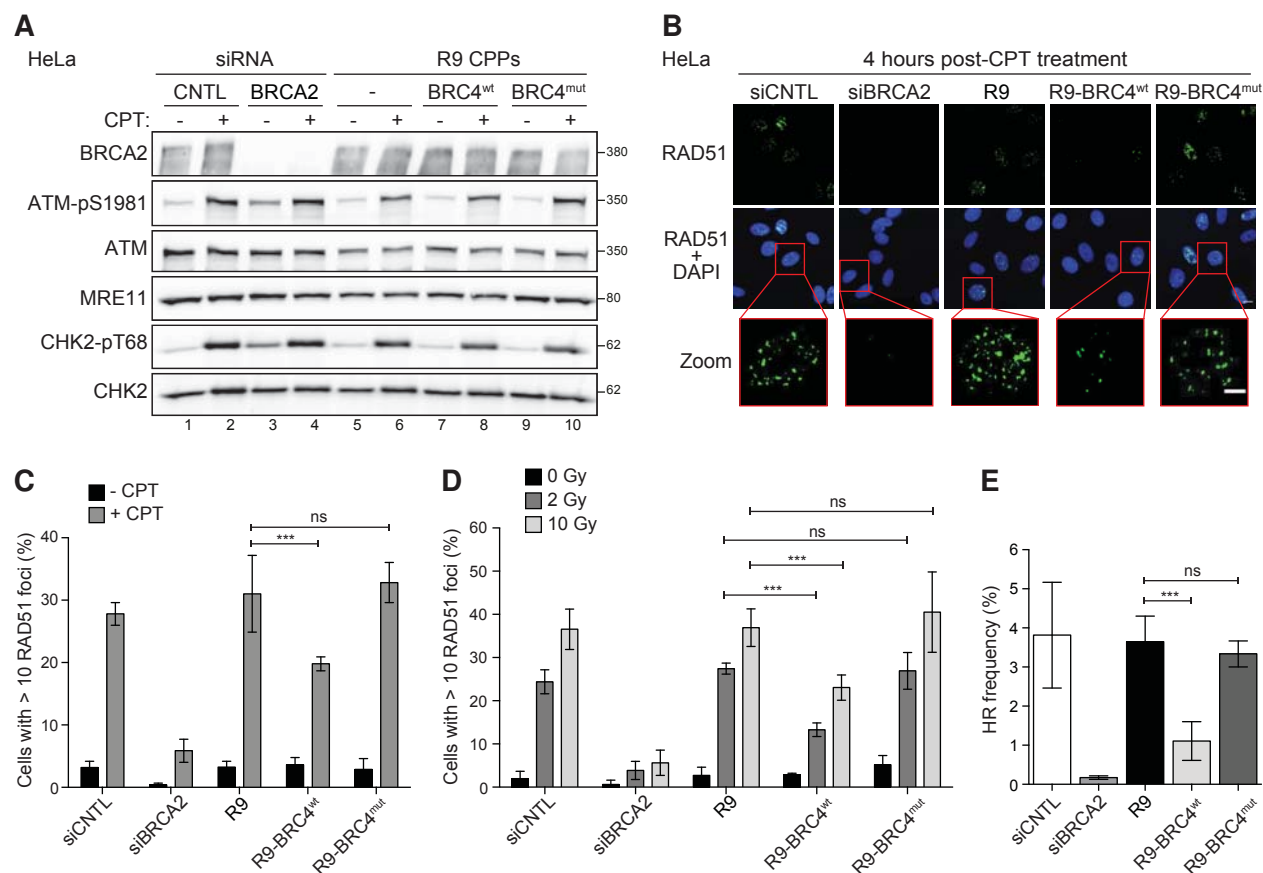 A
HeLa
siRNA
R9 CPPs
CNTL BRCA2 - BRC4wt BRC4mut
CPT: - + - + - + - + - +
BRCA2 380
ATM-pS1981 350
ATM 350
MRE11 80
CHK2-pT68 62
CHK2 62
1 2 3 4 5 6 7 8 9 10
B
HeLa
4 hours post-CPT treatment
siCNTL siBRCA2 R9 R9-BRC4wt R9-BRC4mut
RAD51
RAD51
+
DAPI
Zoom
C
- CPT
+ CPT
Cells with > 10 RAD51 foci (%)
40
30
20
10
0
ns
***
siCNTL
siBRCA2
R9
R9-BRC4wt
R9-BRC4mut
D
0 Gy
2 Gy
10 Gy
Cells with > 10 RAD51 foci (%)
60
50
40
30
20
10
0
ns
ns
***
***
siCNTL
siBRCA2
R9
R9-BRC4wt
R9-BRC4mut
E
HR frequency (%)
6
5
4
3
2
1
0
ns
***
siCNTL
siBRCA2
R9
R9-BRC4wt
R9-BRC4mut